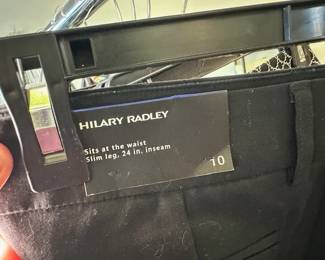 HILARY RADLEY
Sits at the waist
Slim leg, 24 in. inseam
10